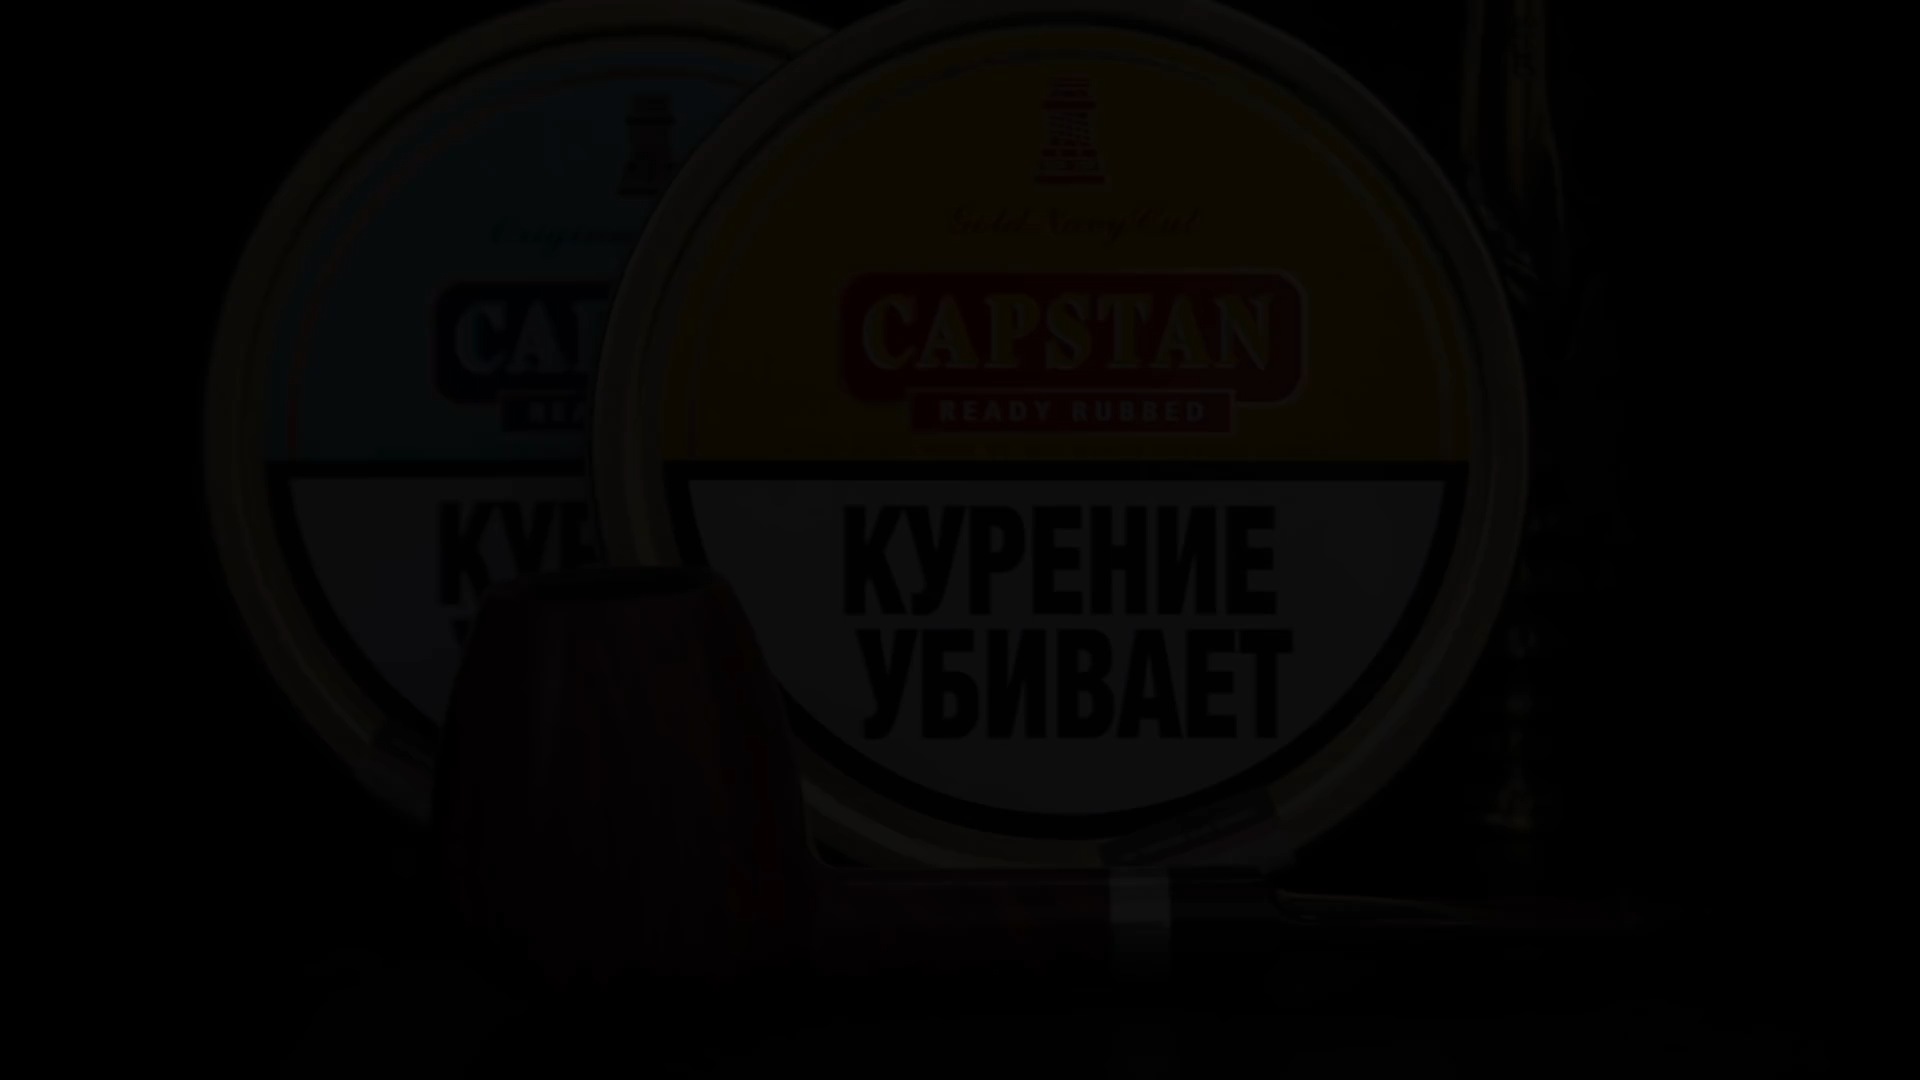 Gold Navy Cut
CAPSTAN
READY RUBBED
КУРЕНИЕ
УБИВАЕТ